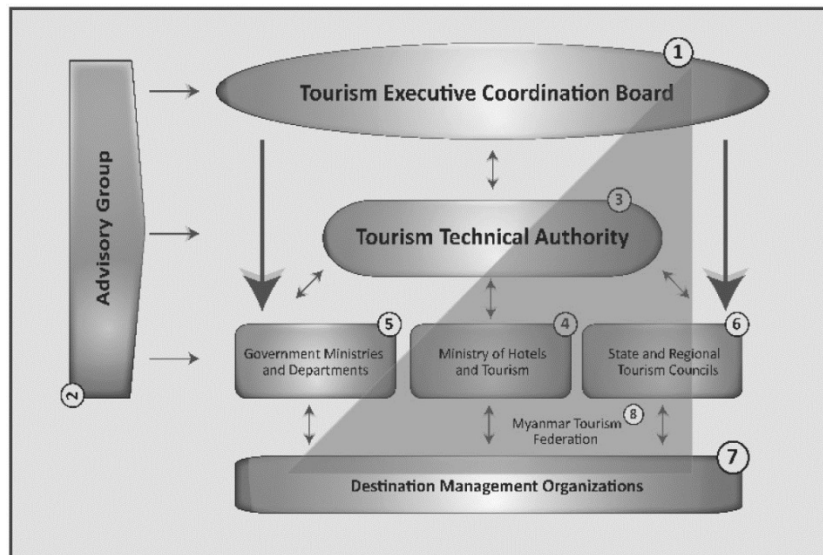 1
Tourism Executive Coordination Board
Advisory Group
2
3
Tourism Technical Authority
5
Government Ministries
and Departments
4
Ministry of Hotels
and Tourism
6
State and Regional
Tourism Councils
8
Myanmar Tourism
Federation
7
Destination Management Organizations